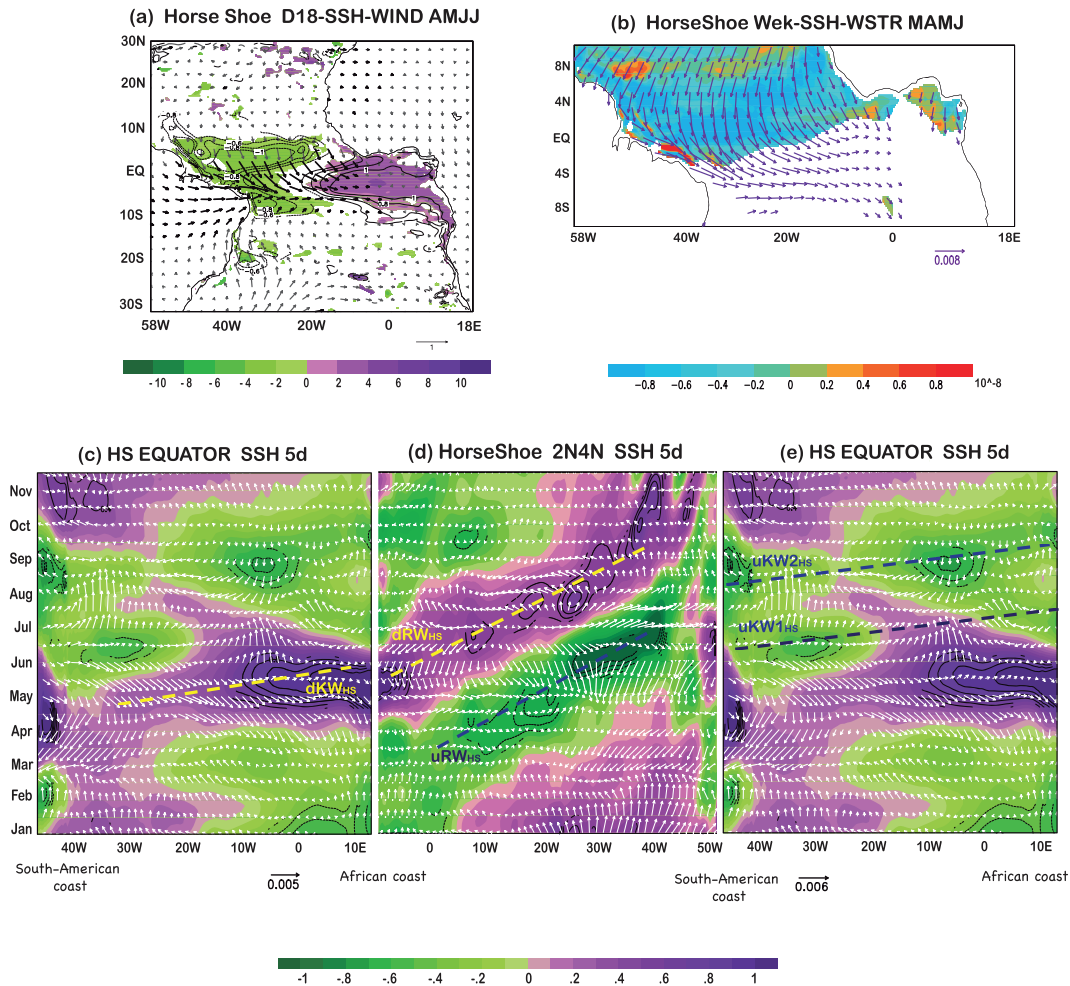 (a) Horse Shoe D18-SSH-WIND AMJJ
30N
20N
10N
EQ
10S
20S
30S
58W 40W 20W 0 18E
1
-10 -8 -6 -4 -2 0 2 4 6 8 10
(b) HorseShoe Wek-SSH-WSTR MAMJ
8N
4N
EQ
4S
8S
58W 40W 20W 0 18E
0.008
−0.8 −0.6 −0.4 −0.2 0 0.2 0.4 0.6 0.8 10^-8
(c) HS EQUATOR SSH 5d
Nov
Oct
Sep
Aug
Jul
Jun
May
Apr
Mar
Feb
Jan
dKWHS
40W 30W 20W 10W 0 10E
South-American
coast
0.005
African coast
(d) HorseShoe 2N4N SSH 5d
dRWHS
uRWHS
0 10W 20W 30W 40W 50W
(e) HS EQUATOR SSH 5d
uKW2HS
uKW1HS
40W 30W 20W 10W 0 10E
South-American
coast
0.006
African coast
-1 -.8 -.6 -.4 -.2 0 .2 .4 .6 .8 1